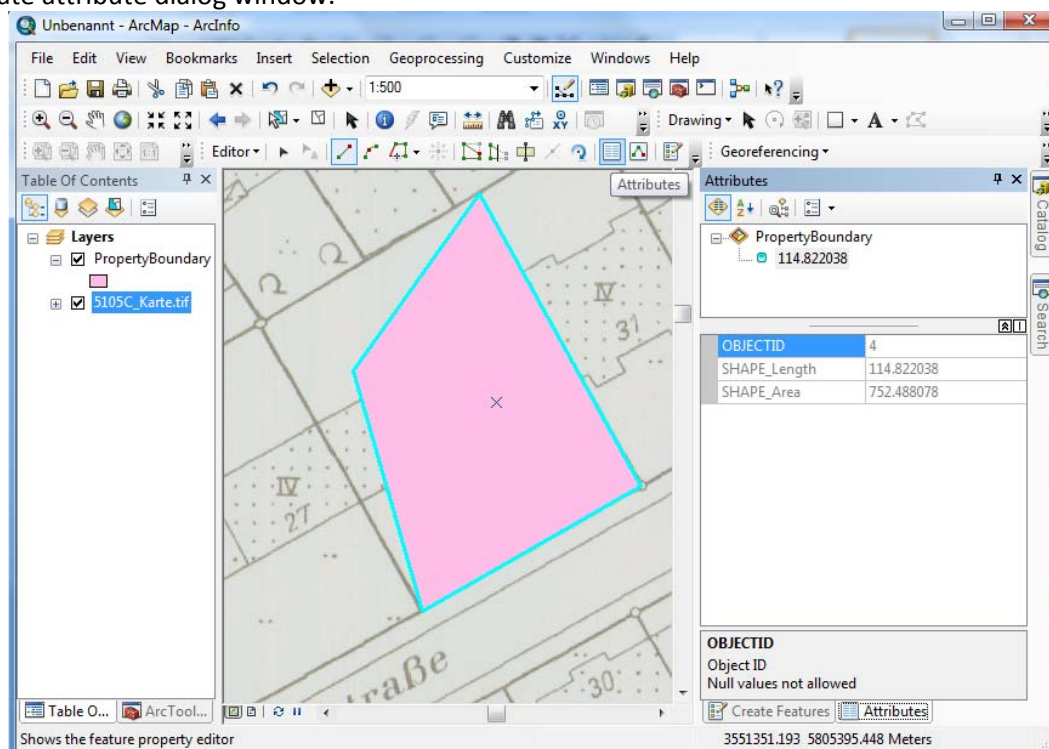 ate attribute dialog window:
Unbenannt - ArcMap - ArcInfo
File Edit View Bookmarks Insert Selection Geoprocessing Customize Windows Help
1:500
Drawing
Editor
Georeferencing
Table Of Contents
Layers
PropertyBoundary
5105C_Karte.tif
Attributes
IV
31
IV
27
traße
30
Attributes
PropertyBoundary
114.822038
OBJECTID 4
SHAPE_Length 114.822038
SHAPE_Area 752.488078
OBJECTID
Object ID
Null values not allowed
Catalog
Search
Table O... ArcTool...
Create Features Attributes
Shows the feature property editor
3551351.193 5805395.448 Meters